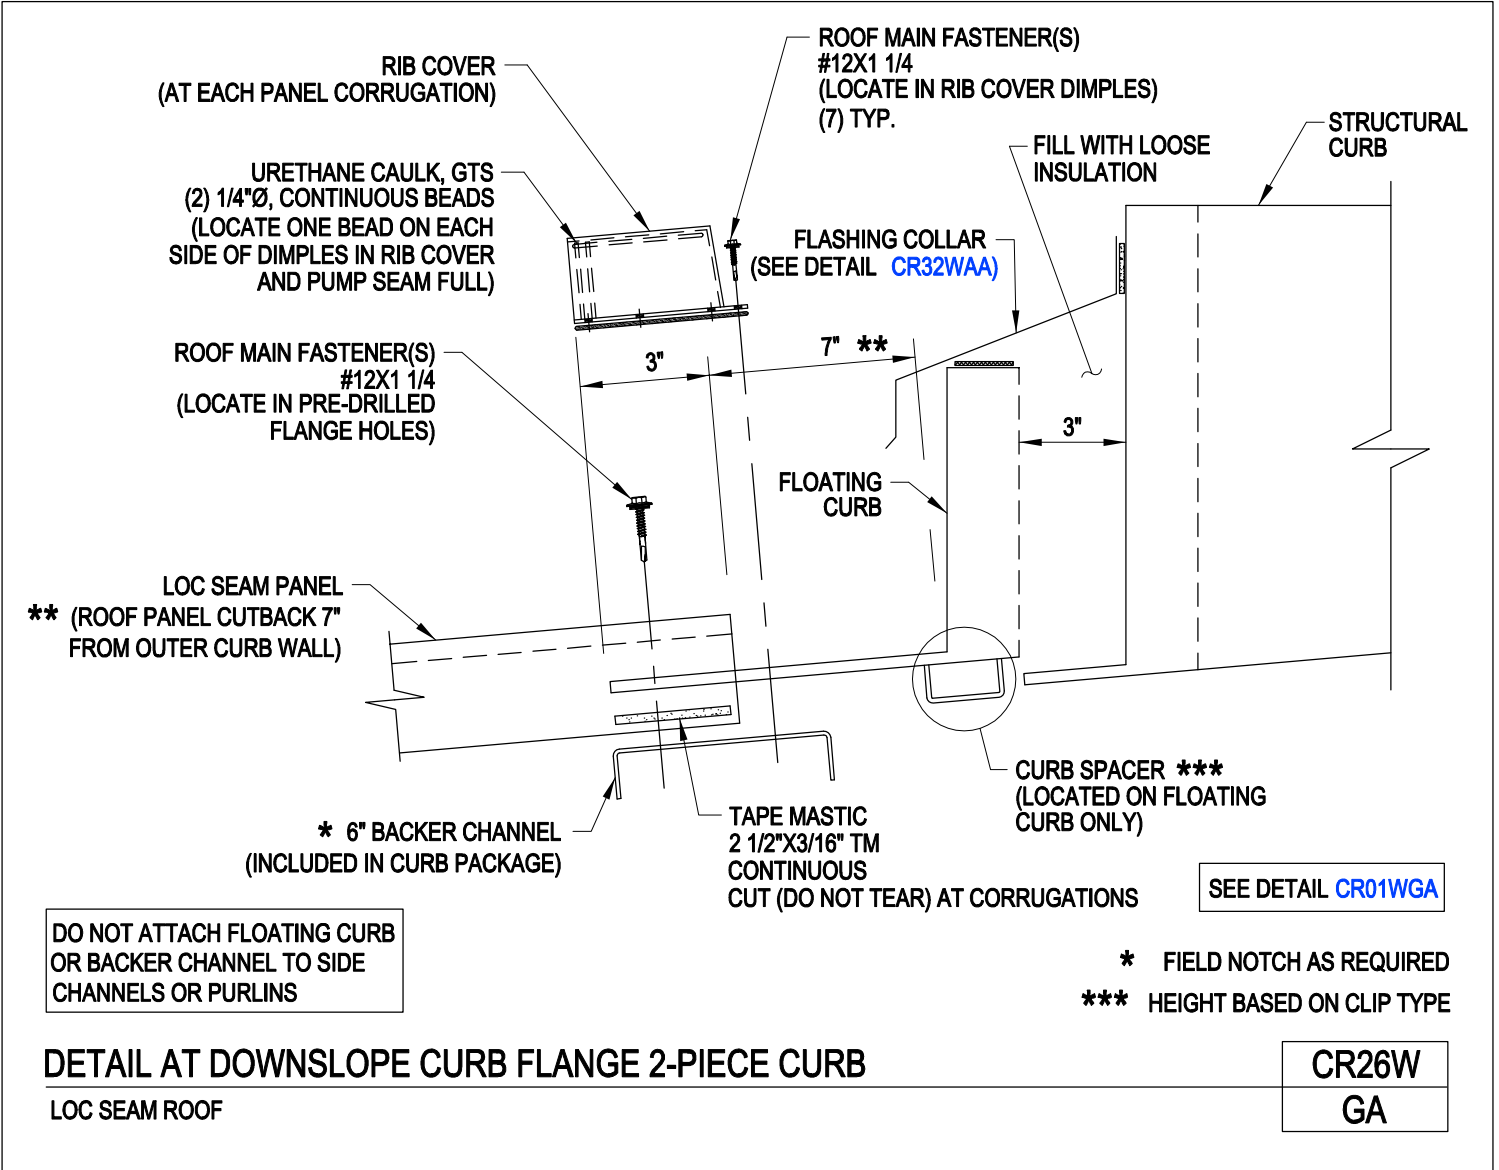 RIB COVER
(AT EACH PANEL CORRUGATION)
ROOF MAIN FASTENER(S)
#12X1 1/4
(LOCATE IN RIB COVER DIMPLES)
(7) TYP.
STRUCTURAL
CURB
FILL WITH LOOSE
INSULATION
URETHANE CAULK, GTS
(2) 1/4"Ø, CONTINUOUS BEADS
(LOCATE ONE BEAD ON EACH
SIDE OF DIMPLES IN RIB COVER
AND PUMP SEAM FULL)
FLASHING COLLAR
(SEE DETAIL CR32WAA)
ROOF MAIN FASTENER(S)
#12X1 1/4
(LOCATE IN PRE-DRILLED
FLANGE HOLES)
3"
7" **
3"
FLOATING
CURB
LOC SEAM PANEL
** (ROOF PANEL CUTBACK 7"
FROM OUTER CURB WALL)
CURB SPACER ***
(LOCATED ON FLOATING
CURB ONLY)
* 6" BACKER CHANNEL
(INCLUDED IN CURB PACKAGE)
TAPE MASTIC
2 1/2"X3/16" TM
CONTINUOUS
CUT (DO NOT TEAR) AT CORRUGATIONS
SEE DETAIL CR01WGA
DO NOT ATTACH FLOATING CURB
OR BACKER CHANNEL TO SIDE
CHANNELS OR PURLINS
* FIELD NOTCH AS REQUIRED
*** HEIGHT BASED ON CLIP TYPE
DETAIL AT DOWNSLOPE CURB FLANGE 2-PIECE CURB
LOC SEAM ROOF
CR26W
GA